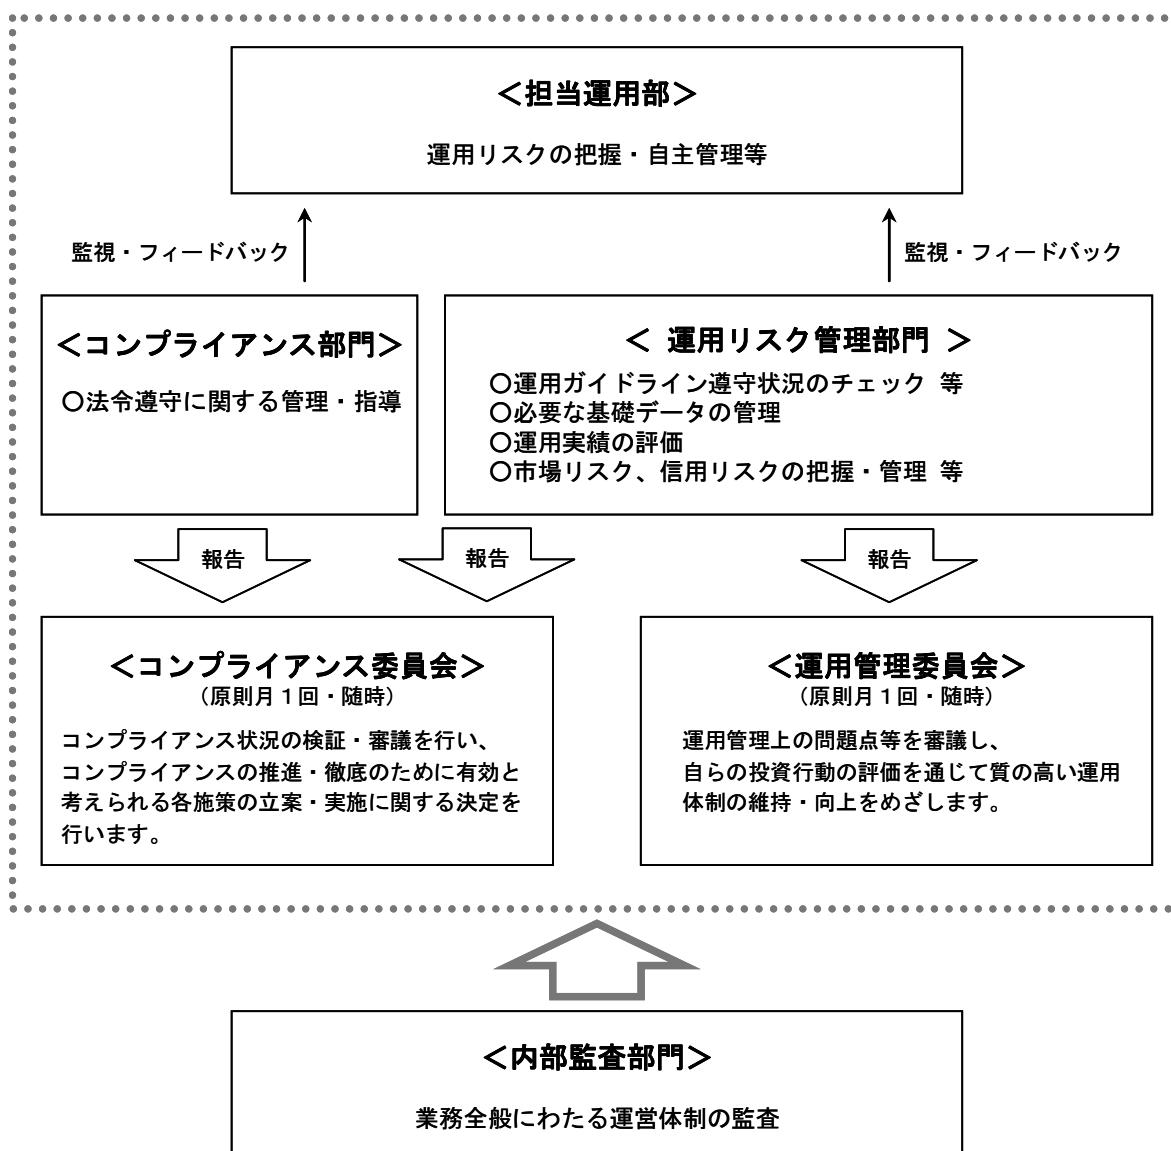 ＜担当運用部＞
運用リスクの把握・自主管理等
監視・フィードバック
監視・フィードバック
＜コンプライアンス部門＞
○法令遵守に関する管理・指導
＜ 運用リスク管理部門 ＞
○運用ガイドライン遵守状況のチェック 等
○必要な基礎データの管理
○運用実績の評価
○市場リスク、信用リスクの把握・管理 等
報告
報告
報告
＜コンプライアンス委員会＞
（原則月１回・随時）
コンプライアンス状況の検証・審議を行い、
コンプライアンスの推進・徹底のために有効と
考えられる各施策の立案・実施に関する決定を
行います。
＜運用管理委員会＞
（原則月１回・随時）
運用管理上の問題点等を審議し、
自らの投資行動の評価を通じて質の高い運用
体制の維持・向上をめざします。
＜内部監査部門＞
業務全般にわたる運営体制の監査